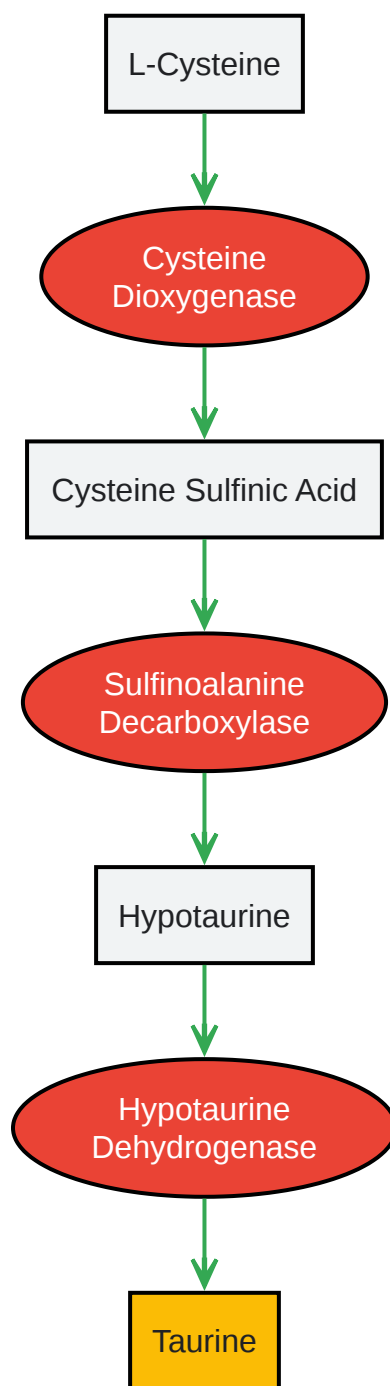 L-Cysteine
Cysteine
Dioxygenase
Cysteine Sulfinic Acid
Sulfinoalanine
Decarboxylase
Hypotaurine
Hypotaurine
Dehydrogenase
Taurine